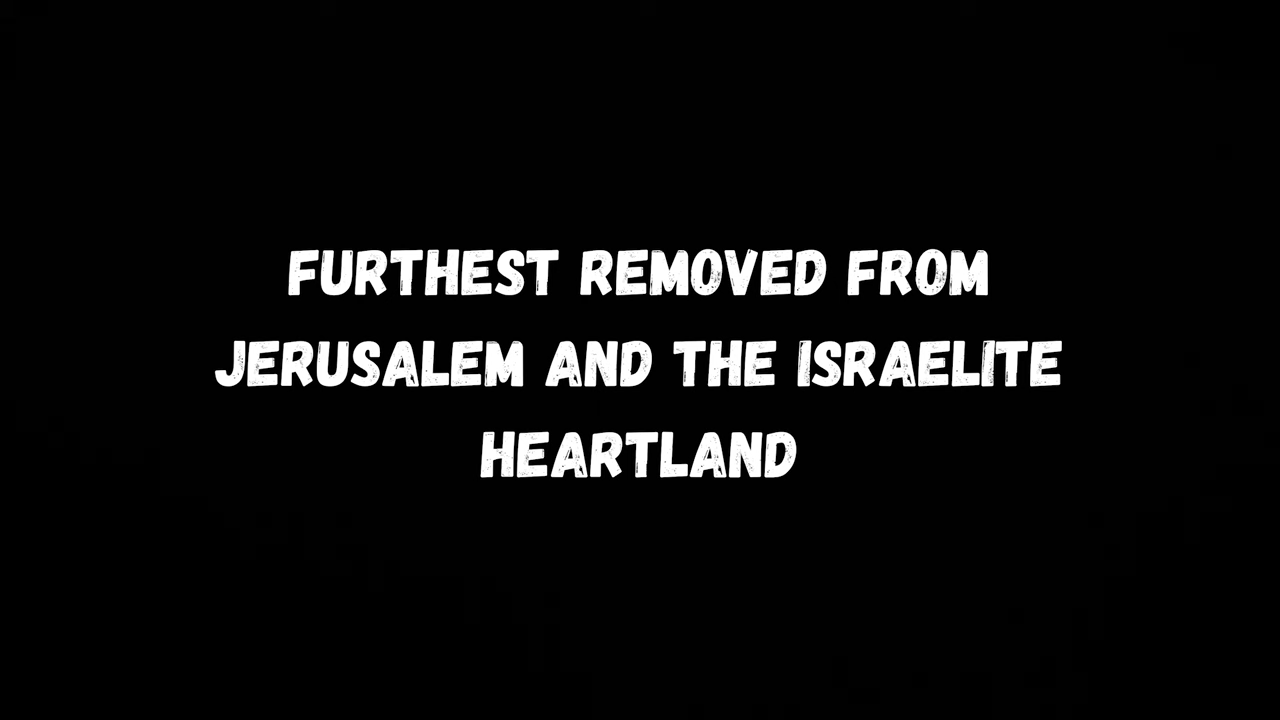 FURTHEST REMOVED FROM
JERUSALEM AND THE ISRAELITE
HEARTLAND